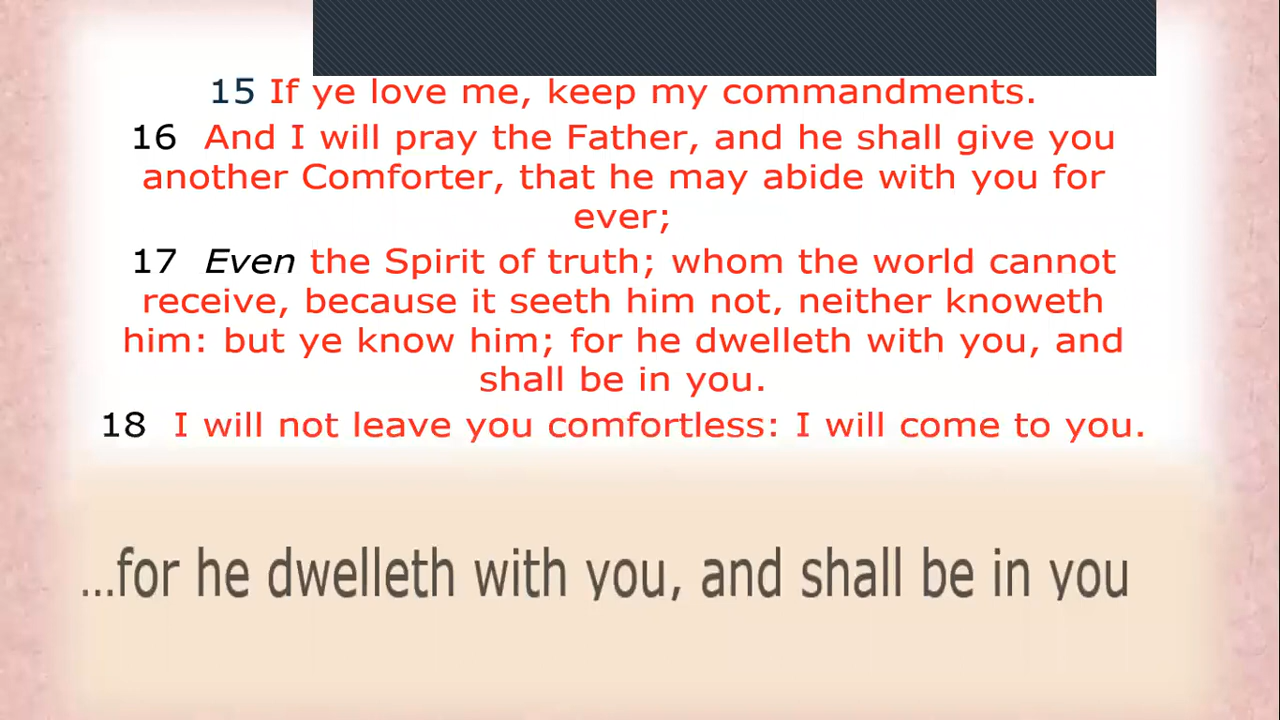 15 If ye love me, keep my commandments.
16 And I will pray the Father, and he shall give you
another Comforter, that he may abide with you for
ever;
17 Even the Spirit of truth; whom the world cannot
receive, because it seeth him not, neither knoweth
him: but ye know him; for he dwelleth with you, and
shall be in you.
18 I will not leave you comfortless: I will come to you.
...for he dwelleth with you, and shall be in you